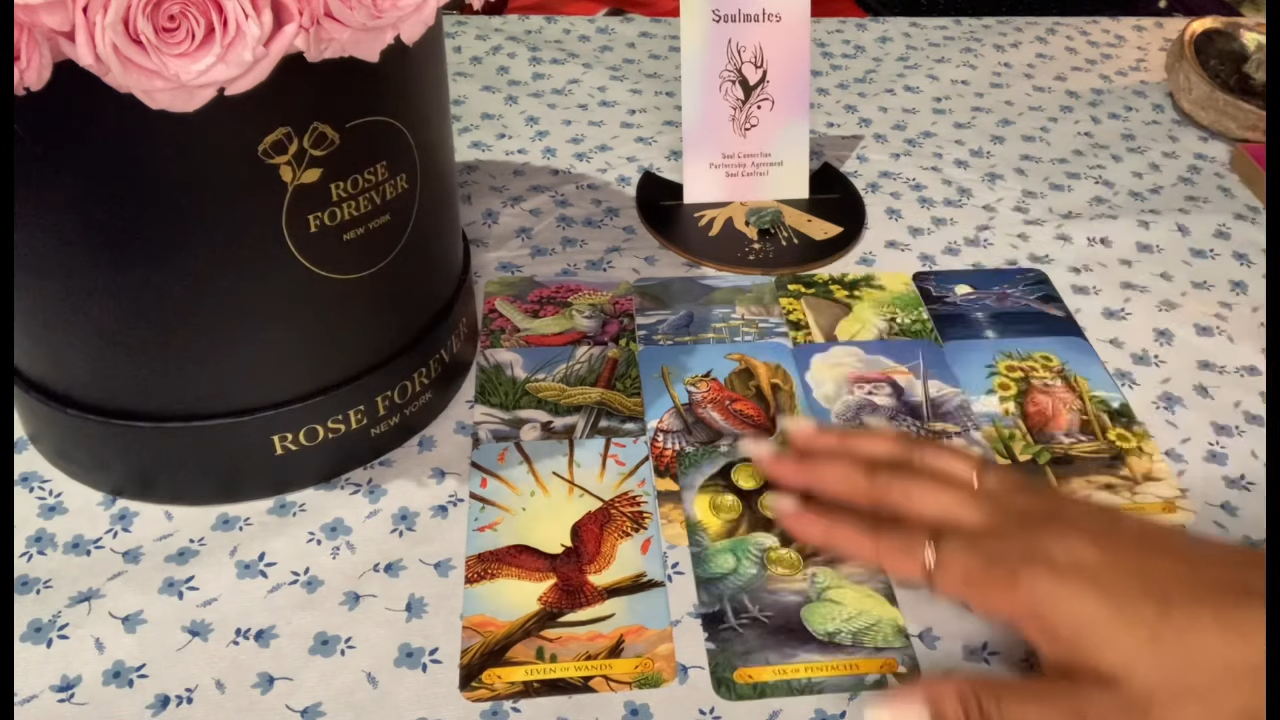 Soulmates
Soul Connection
Partnership Agreement
Soul Contract
ROSE
FOREVER
NEW YORK
ROSE FOREVER
NEW YORK
SEVEN OF WANDS
SIX OF PENTACLES